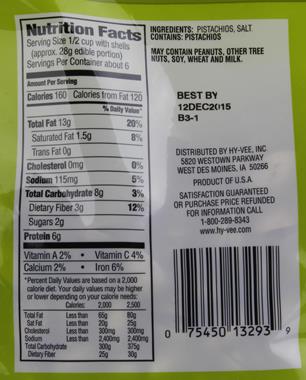 Nutrition Facts
Serving Size 1/2 cup with shells
(approx. 28g edible portion)
Servings Per Container about 6
Amount Per Serving
Calories 160 Calories from Fat 120
% Daily Value*
Total Fat 13g 20%
Saturated Fat 1.5g 8%
Trans Fat 0g
Cholesterol 0mg 0%
Sodium 115mg 5%
Total Carbohydrate 8g 3%
Dietary Fiber 3g 12%
Sugars 2g
Protein 6g
Vitamin A 2% • Vitamin C 4%
Calcium 2% • Iron 6%
*Percent Daily Values are based on a 2,000
calorie diet. Your daily values may be higher
or lower depending on your calorie needs:
Calories: 2,000 2,500
Total Fat Less than 65g 80g
Sat Fat Less than 20g 25g
Cholesterol Less than 300mg 300mg
Sodium Less than 2,400mg 2,400mg
Total Carbohydrate 300g 375g
Dietary Fiber 25g 30g
INGREDIENTS: PISTACHIOS, SALT
CONTAINS: PISTACHIOS
MAY CONTAIN PEANUTS, OTHER TREE
NUTS, SOY, WHEAT AND MILK.
BEST BY
12DEC2015
B3-1
DISTRIBUTED BY HY-VEE, INC
5820 WESTOWN PARKWAY
WEST DES MOINES, IA 50266
PRODUCT OF U.S.A.
SATISFACTION GUARANTEED
OR PURCHASE PRICE REFUNDED
FOR INFORMATION CALL
1-800-289-8343
www.hy-vee.com
0 75450 13293 9